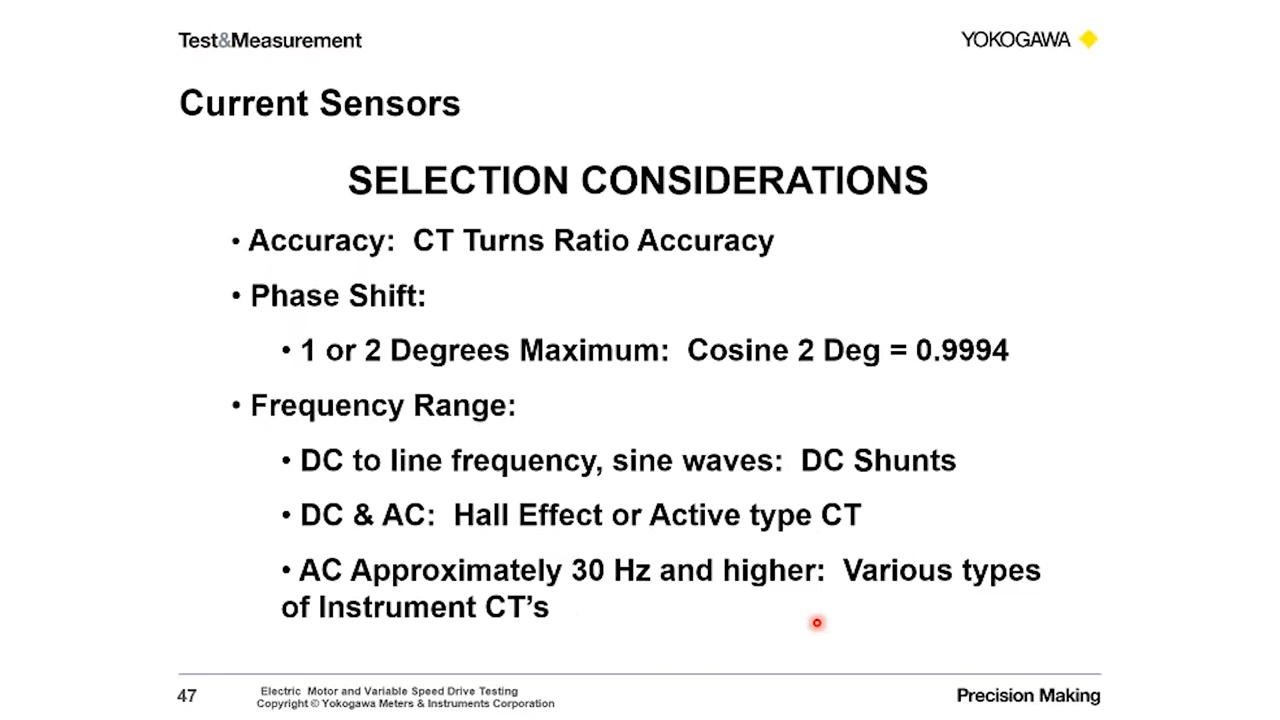 Test&Measurement
YOKOGAWA
Current Sensors
SELECTION CONSIDERATIONS
• Accuracy: CT Turns Ratio Accuracy
• Phase Shift:
• 1 or 2 Degrees Maximum: Cosine 2 Deg = 0.9994
• Frequency Range:
• DC to line frequency, sine waves: DC Shunts
• DC & AC: Hall Effect or Active type CT
• AC Approximately 30 Hz and higher: Various types
of Instrument CT’s
47
Electric Motor and Variable Speed Drive Testing
Copyright © Yokogawa Meters & Instruments Corporation
Precision Making